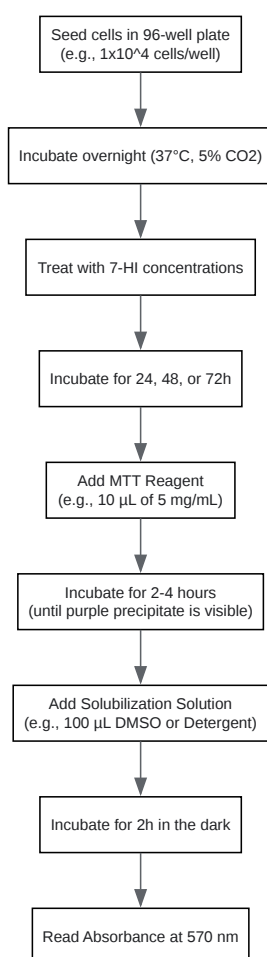 Seed cells in 96-well plate
(e.g., 1x10^4 cells/well)
Incubate overnight (37°C, 5% CO2)
Treat with 7-HI concentrations
Incubate for 24, 48, or 72h
Add MTT Reagent
(e.g., 10 µL of 5 mg/mL)
Incubate for 2-4 hours
(until purple precipitate is visible)
Add Solubilization Solution
(e.g., 100 µL DMSO or Detergent)
Incubate for 2h in the dark
Read Absorbance at 570 nm